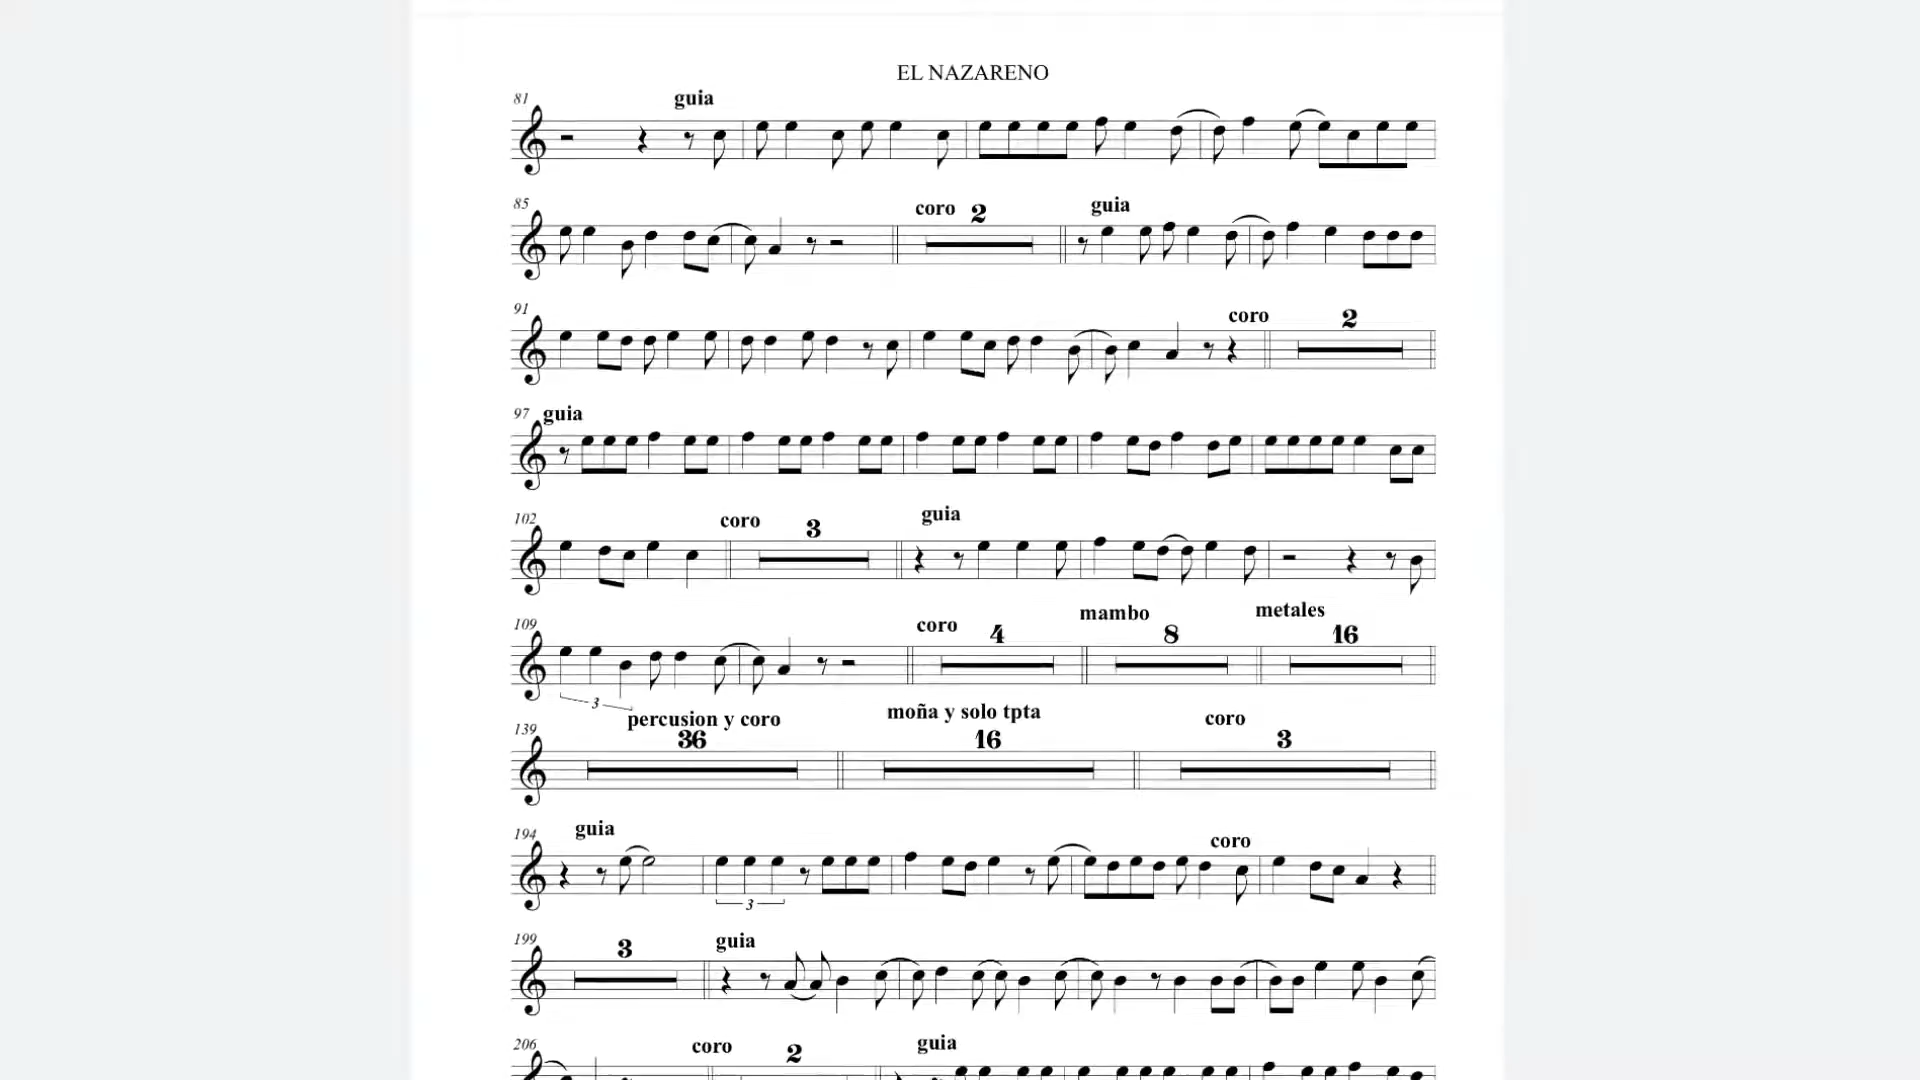 EL NAZARENO
81 guia
85 coro 2 guia
91 coro 2
97 guia
102 coro 3 guia
109 coro 4 mambo 8 metales 16
3
139 percusion y coro 36 moña y solo tpta 16 coro 3
194 guia coro
3
199 3 guia
206 coro 2 guia